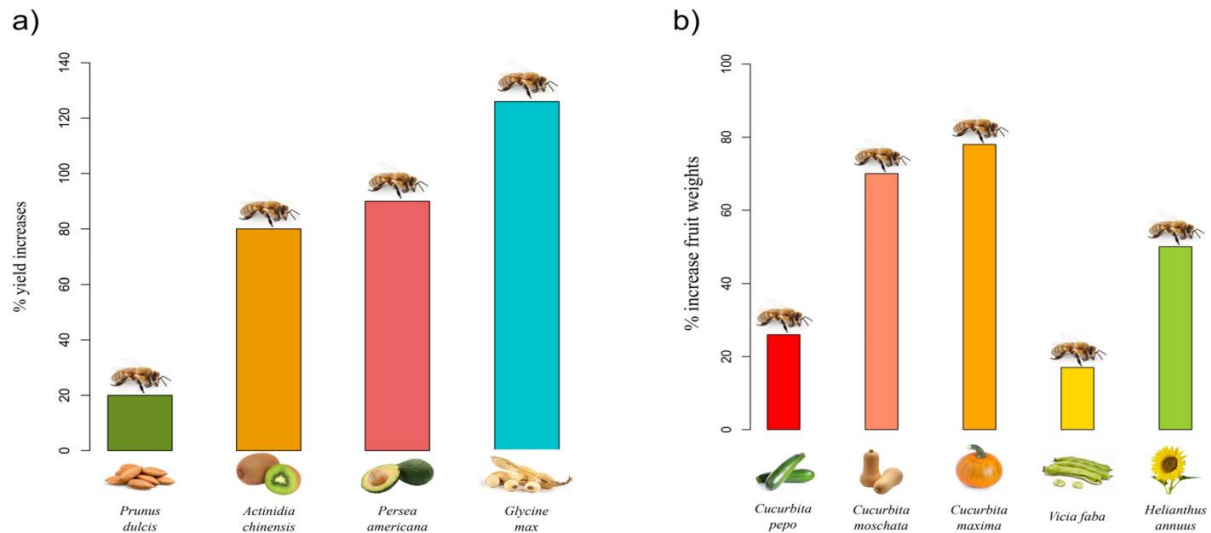 a)
% yield increases
140
120
100
80
60
40
20
0
Prunus
dulcis
Actinidia
chinensis
Persea
americana
Glycine
max
b)
% increase fruit weights
100
80
60
40
20
0
Cucurbita
pepo
Cucurbita
moschata
Cucurbita
maxima
Vicia faba
Helianthus
annuus